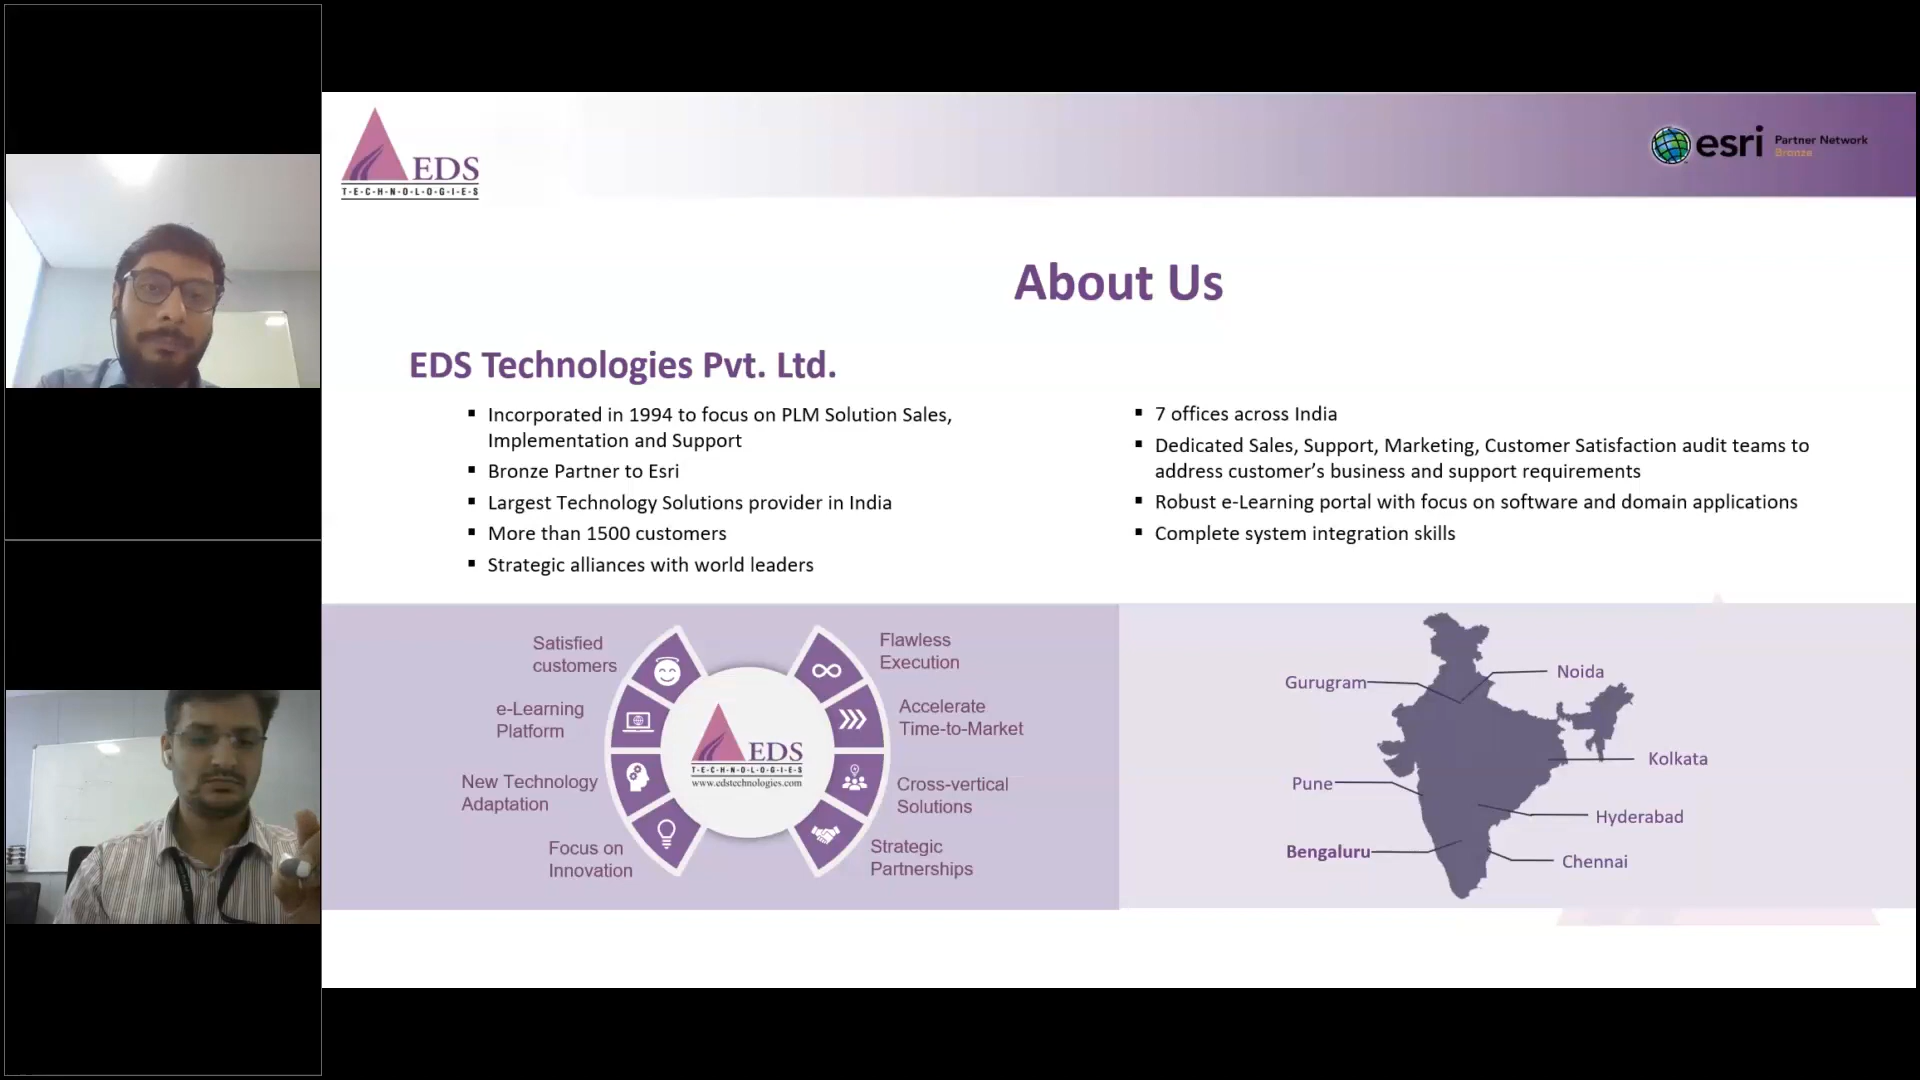 EDS
T·E·C·H·N·O·L·O·G·I·E·S
esri Partner Network
Bronze
About Us
EDS Technologies Pvt. Ltd.
Incorporated in 1994 to focus on PLM Solution Sales,
Implementation and Support
Bronze Partner to Esri
Largest Technology Solutions provider in India
More than 1500 customers
Strategic alliances with world leaders
7 offices across India
Dedicated Sales, Support, Marketing, Customer Satisfaction audit teams to
address customer’s business and support requirements
Robust e-Learning portal with focus on software and domain applications
Complete system integration skills
Satisfied
customers
e-Learning
Platform
New Technology
Adaptation
Focus on
Innovation
EDS
T·E·C·H·N·O·L·O·G·I·E·S
www.edstechnologies.com
Flawless
Execution
Accelerate
Time-to-Market
Cross-vertical
Solutions
Strategic
Partnerships
Gurugram
Noida
Kolkata
Pune
Hyderabad
Bengaluru
Chennai